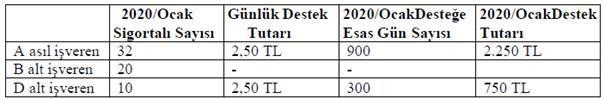 2020/Ocak Sigortalı Sayısı | Günlük Destek Tutarı | 2020/OcakDesteğe Esas Gün Sayısı | 2020/OcakDestek Tutarı
A asıl işveren | 32 | 2,50 TL | 900 | 2.250 TL
B alt işveren | 20 | - | - |
D alt işveren | 10 | 2,50 TL | 300 | 750 TL